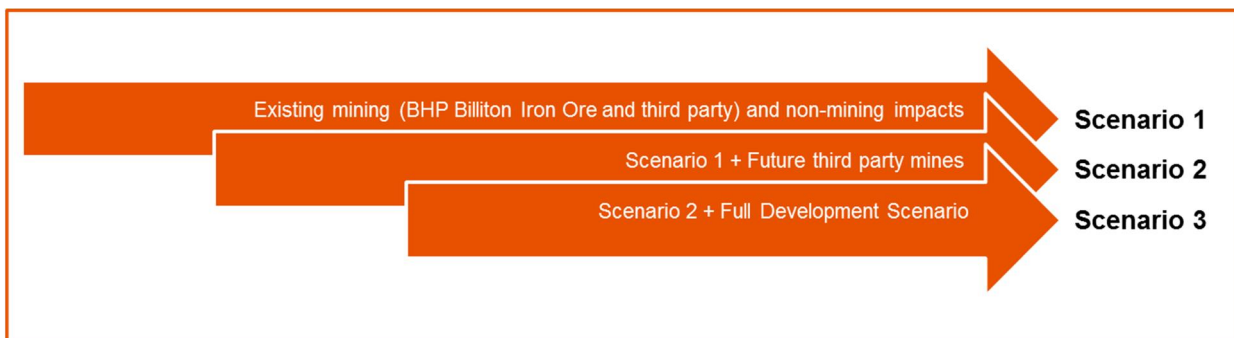 Existing mining (BHP Billiton Iron Ore and third party) and non-mining impacts
Scenario 1
Scenario 1 + Future third party mines
Scenario 2
Scenario 2 + Full Development Scenario
Scenario 3